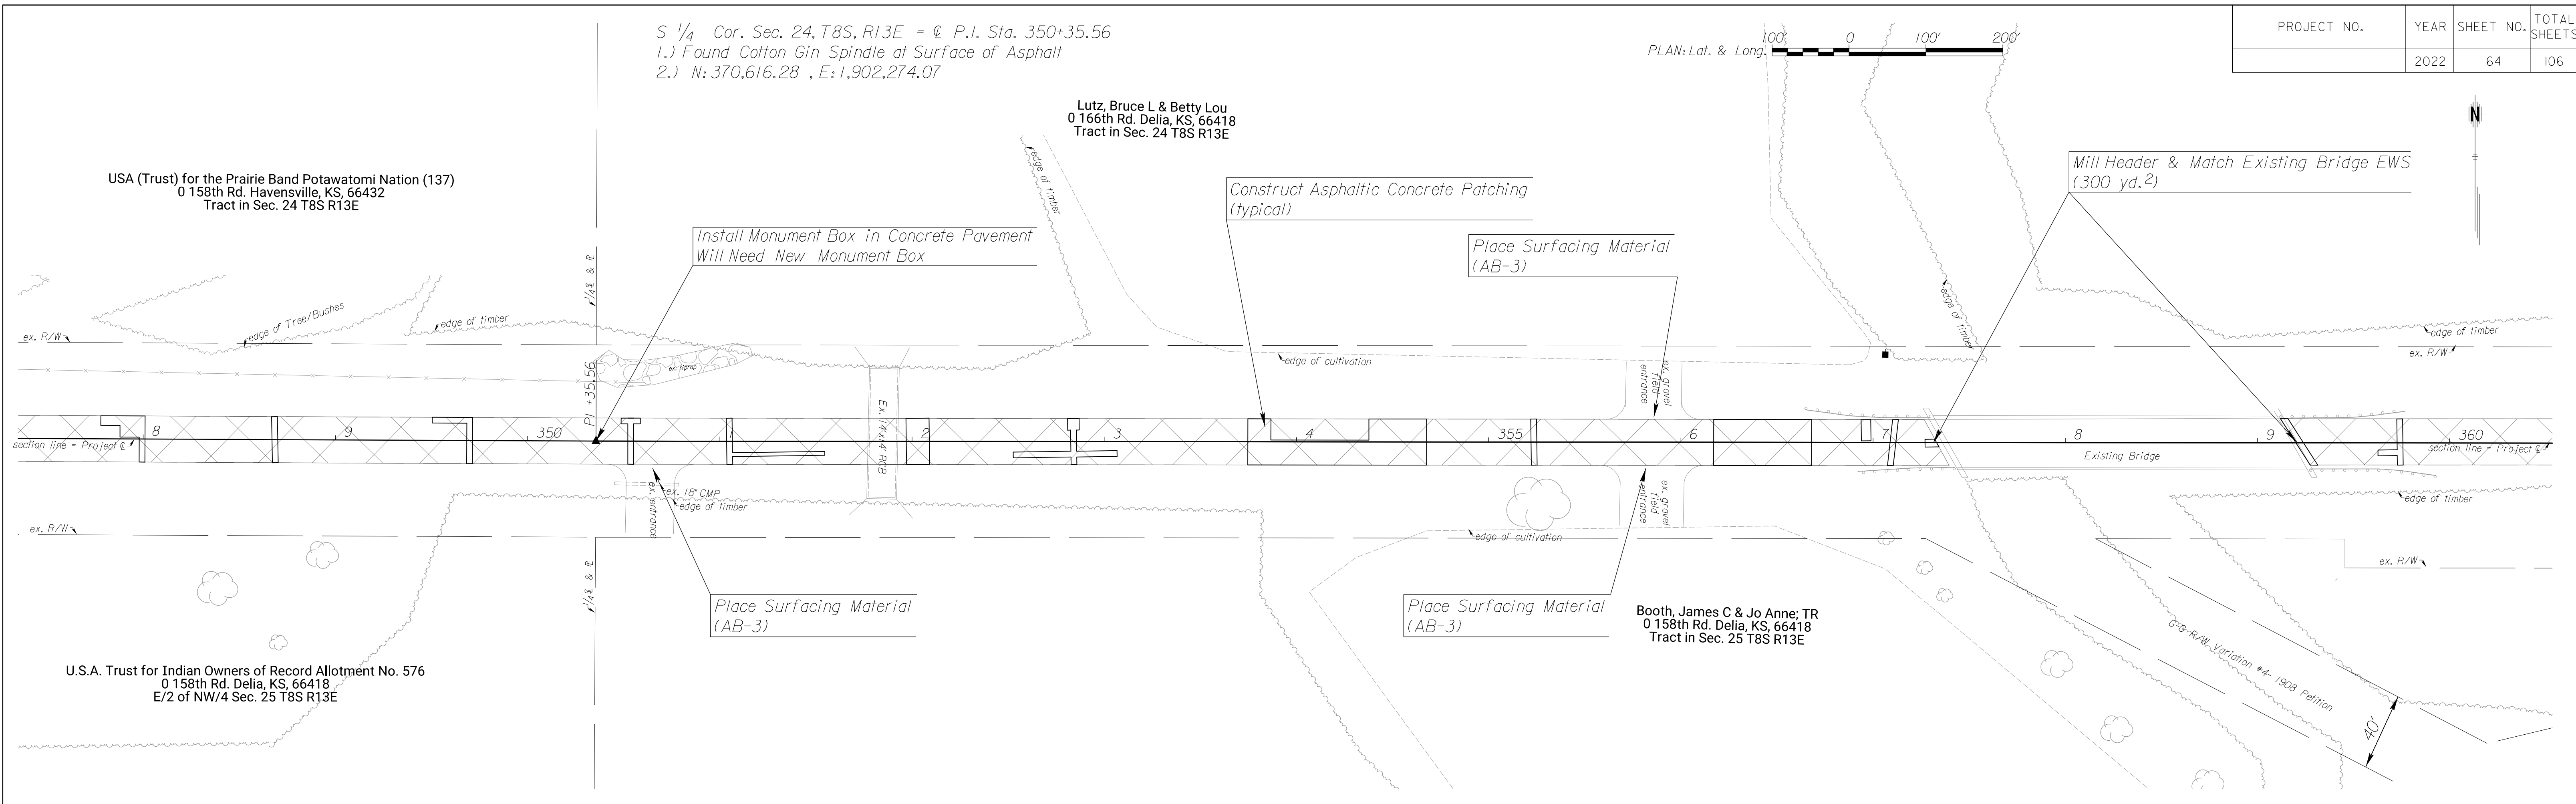 S 1/4 Cor. Sec. 24, T8S, R13E = ℄ P.I. Sta. 350+35.56
1.) Found Cotton Gin Spindle at Surface of Asphalt
2.) N: 370,616.28 , E: 1,902,274.07
PLAN: Lat. & Long.
100' 0 100' 200'
PROJECT NO. YEAR SHEET NO. TOTAL SHEETS
2022 64 106
N
Lutz, Bruce L & Betty Lou
0 166th Rd. Delia, KS, 66418
Tract in Sec. 24 T8S R13E
USA (Trust) for the Prairie Band Potawatomi Nation (137)
0 158th Rd. Havensville, KS, 66432
Tract in Sec. 24 T8S R13E
Install Monument Box in Concrete Pavement
Will Need New Monument Box
Construct Asphaltic Concrete Patching
(typical)
Place Surfacing Material
(AB-3)
Mill Header & Match Existing Bridge EWS
(300 yd.²)
edge of timber
edge of timber
1/4 ℄ & ℄
edge of Tree/Bushes
edge of timber
edge of timber
ex. R/W
ex. R/W
edge of cultivation
ex. riprap
PI +35.56
ex. gravel
field
entrance
Ex. 14'x4' RCB
section line = Project ℄
8 9 350 1 2 3 4 355 6 7 8 9 360
Existing Bridge
section line = Project ℄
ex. 18" CMP
edge of timber
ex. entrance
ex. gravel
field
entrance
edge of timber
ex. R/W
edge of cultivation
ex. R/W
1/4 ℄ & ℄
Place Surfacing Material
(AB-3)
Place Surfacing Material
(AB-3)
Booth, James C & Jo Anne; TR
0 158th Rd. Delia, KS, 66418
Tract in Sec. 25 T8S R13E
U.S.A. Trust for Indian Owners of Record Allotment No. 576
0 158th Rd. Delia, KS, 66418
E/2 of NW/4 Sec. 25 T8S R13E
G-G R/W Variation #4- 1908 Petition
40'